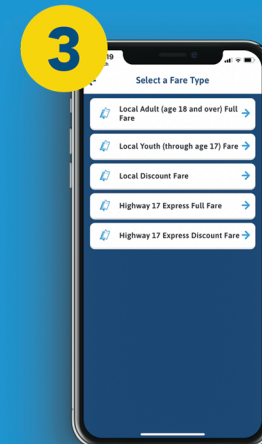 3
19
Select a Fare Type
Local Adult (age 18 and over) Full
Fare
Local Youth (through age 17) Fare
Local Discount Fare
Highway 17 Express Full Fare
Highway 17 Express Discount Fare